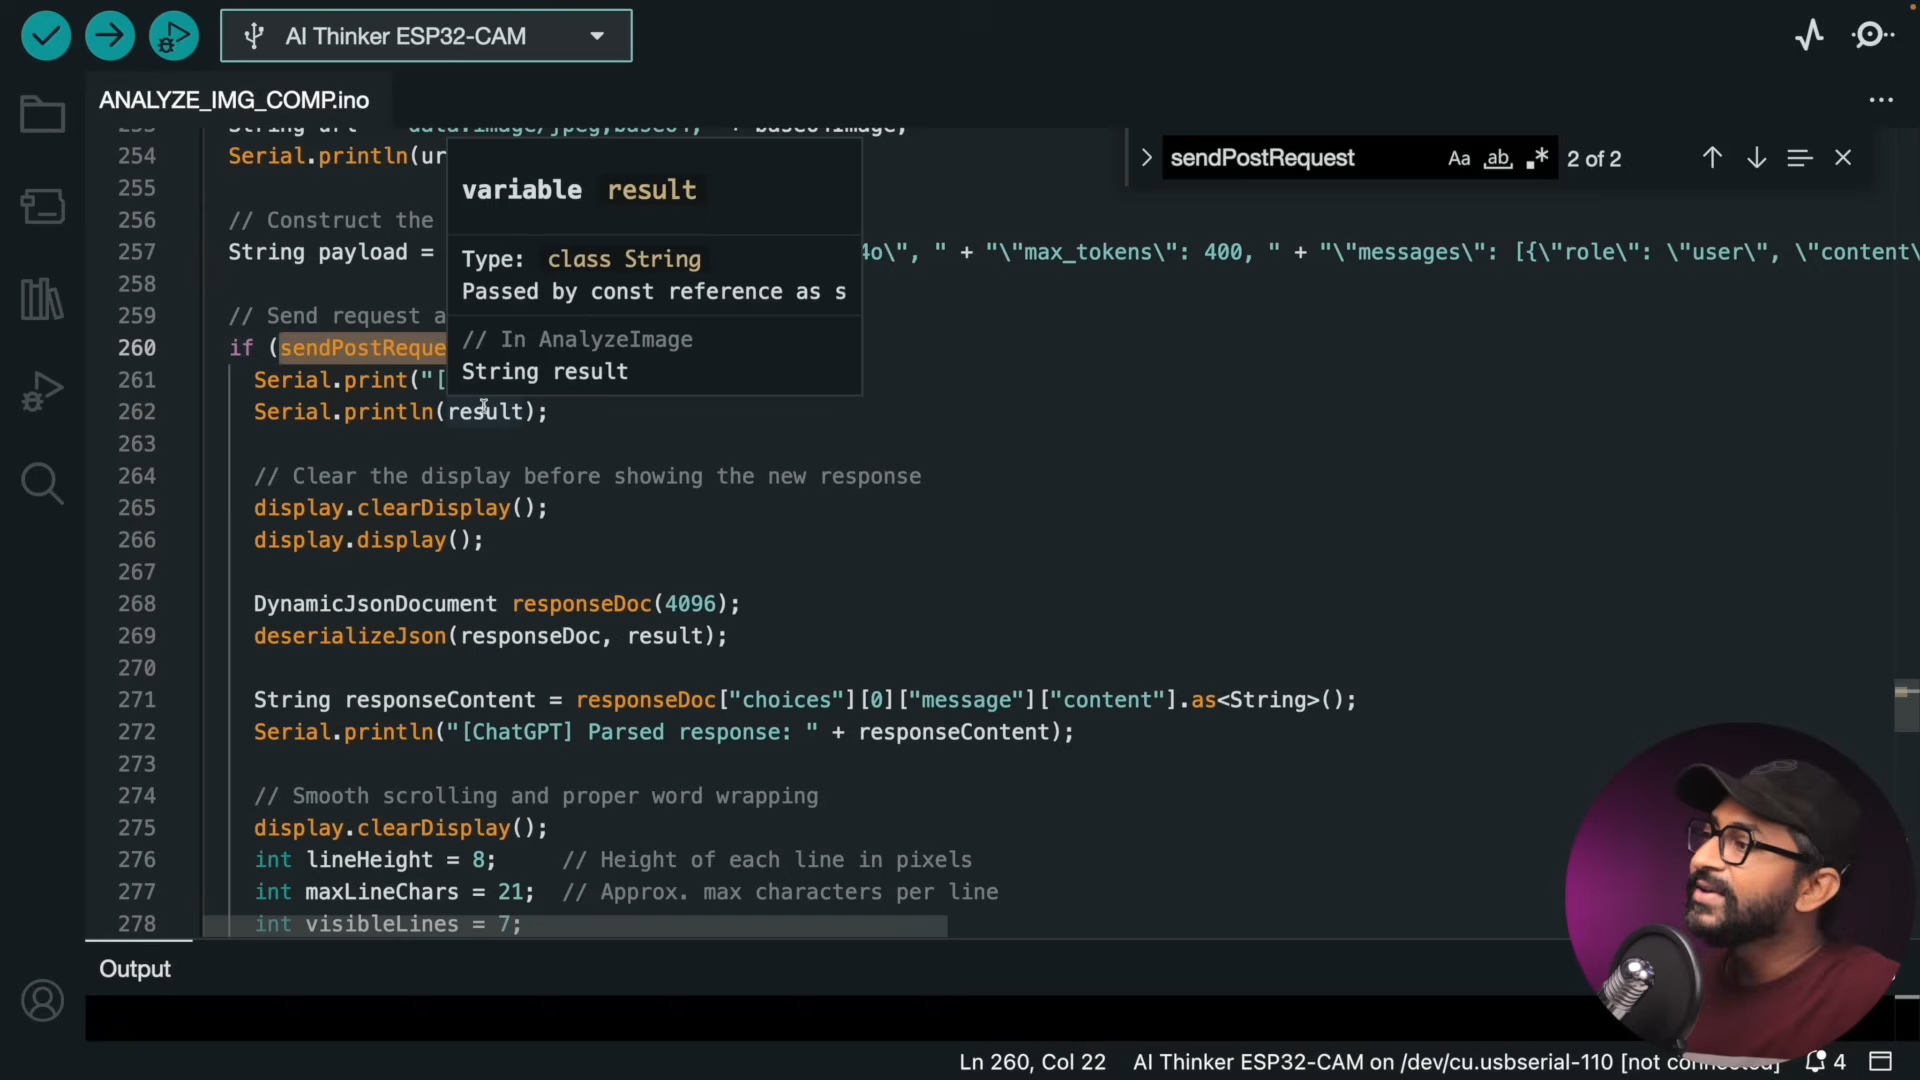 AI Thinker ESP32-CAM
ANALYZE_IMG_COMP.ino
sendPostRequest Aa ab .* 2 of 2
254 Serial.println(ur
255
256 // Construct the
257 String payload = 4o\", " + "\"max_tokens\": 400, " + "\"messages\": [{\"role\": \"user\", \"content\
258
259 // Send request a
260 if (sendPostReque
261 Serial.print("[
262 Serial.println(result);
263
264 // Clear the display before showing the new response
265 display.clearDisplay();
266 display.display();
267
268 DynamicJsonDocument responseDoc(4096);
269 deserializeJson(responseDoc, result);
270
271 String responseContent = responseDoc["choices"][0]["message"]["content"].as<String>();
272 Serial.println("[ChatGPT] Parsed response: " + responseContent);
273
274 // Smooth scrolling and proper word wrapping
275 display.clearDisplay();
276 int lineHeight = 8; // Height of each line in pixels
277 int maxLineChars = 21; // Approx. max characters per line
278 int visibleLines = 7;
variable result
Type: class String
Passed by const reference as s
// In AnalyzeImage
String result
Output
Ln 260, Col 22 AI Thinker ESP32-CAM on /dev/cu.usbserial-110 [not connected] 4